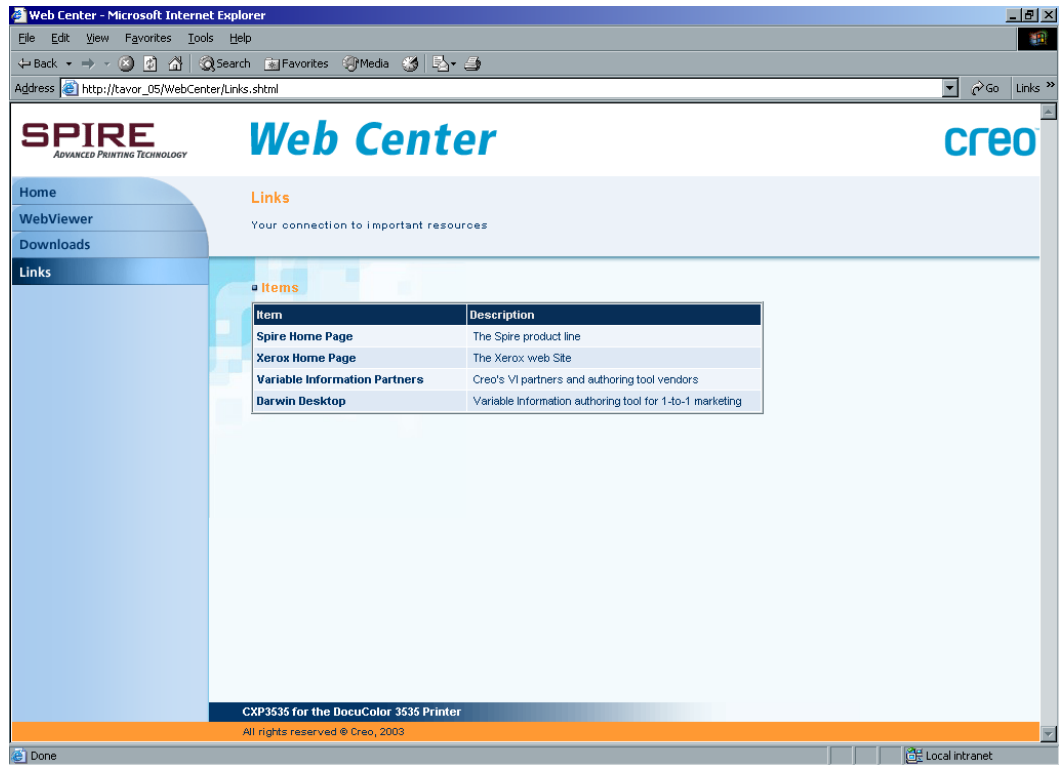 Web Center - Microsoft Internet Explorer
File Edit View Favorites Tools Help
Back Search Favorites Media
Address http://tavor_05/WebCenter/Links.shtml Go Links »
SPIRE
ADVANCED PRINTING TECHNOLOGY
Web Center
creo
Home
WebViewer
Downloads
Links
Links
Your connection to important resources
Items
Item Description
Spire Home Page The Spire product line
Xerox Home Page The Xerox web Site
Variable Information Partners Creo's VI partners and authoring tool vendors
Darwin Desktop Variable Information authoring tool for 1-to-1 marketing
CXP3535 for the DocuColor 3535 Printer
All rights reserved © Creo, 2003
Done Local intranet